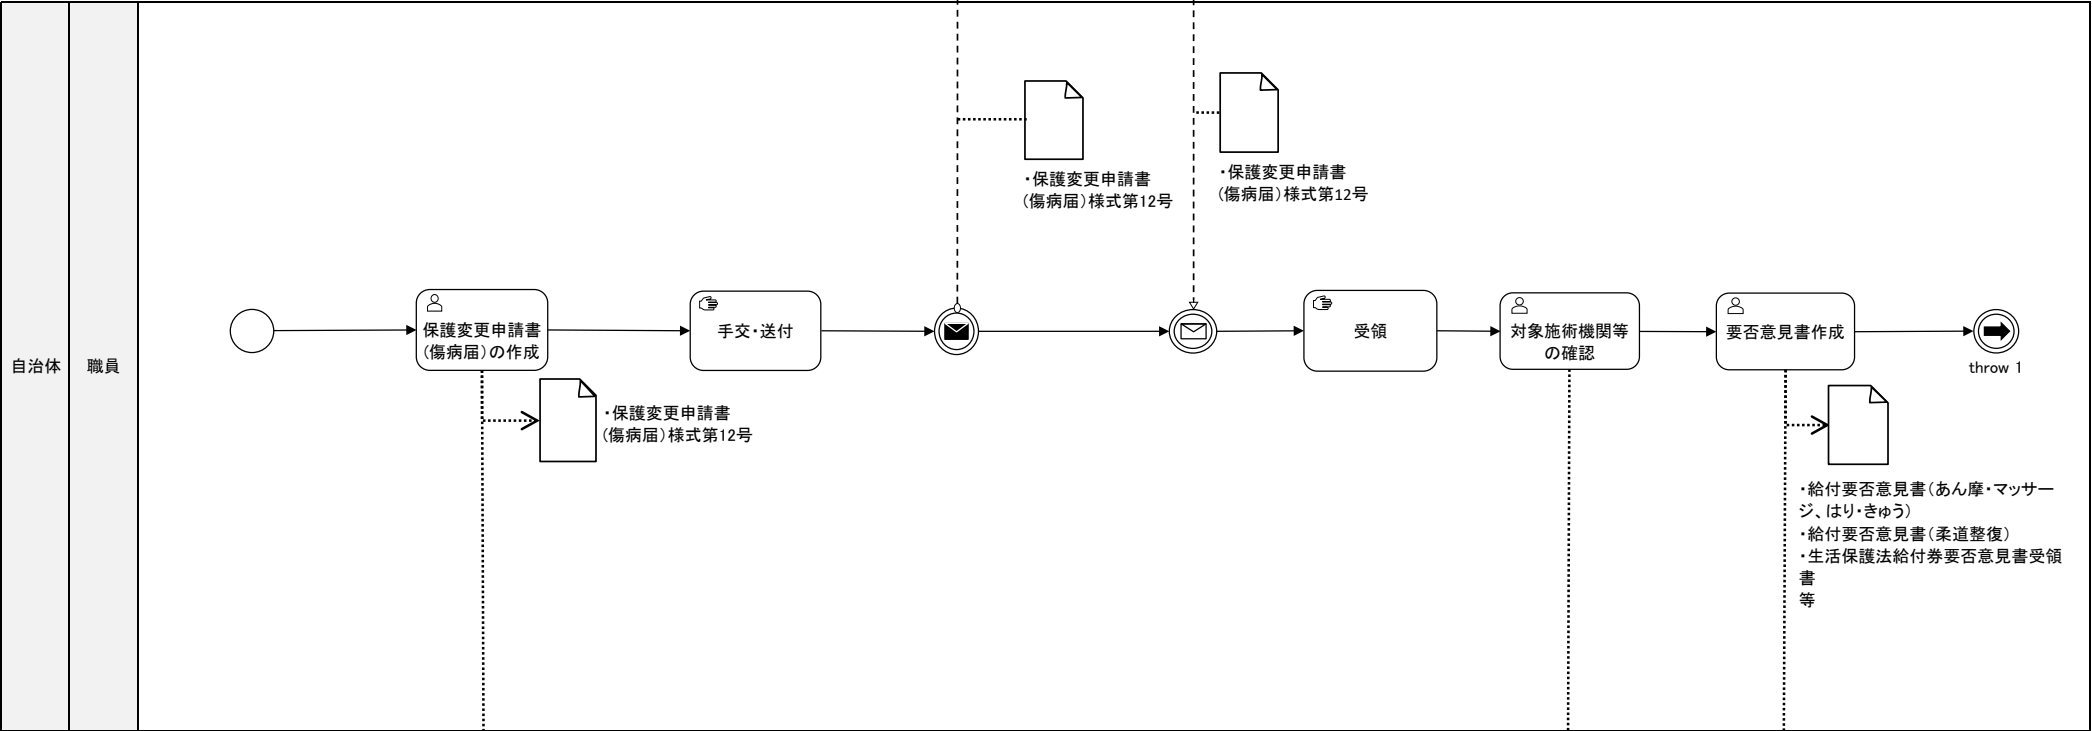 自治体
職員
・保護変更申請書
(傷病届)様式第12号
・保護変更申請書
(傷病届)様式第12号
保護変更申請書
(傷病届)の作成
手交・送付
受領
対象施術機関等
の確認
要否意見書作成
throw 1
・保護変更申請書
(傷病届)様式第12号
・給付要否意見書(あん摩・マッサー
ジ、はり・きゅう)
・給付要否意見書(柔道整復)
・生活保護法給付券要否意見書受領
書
等